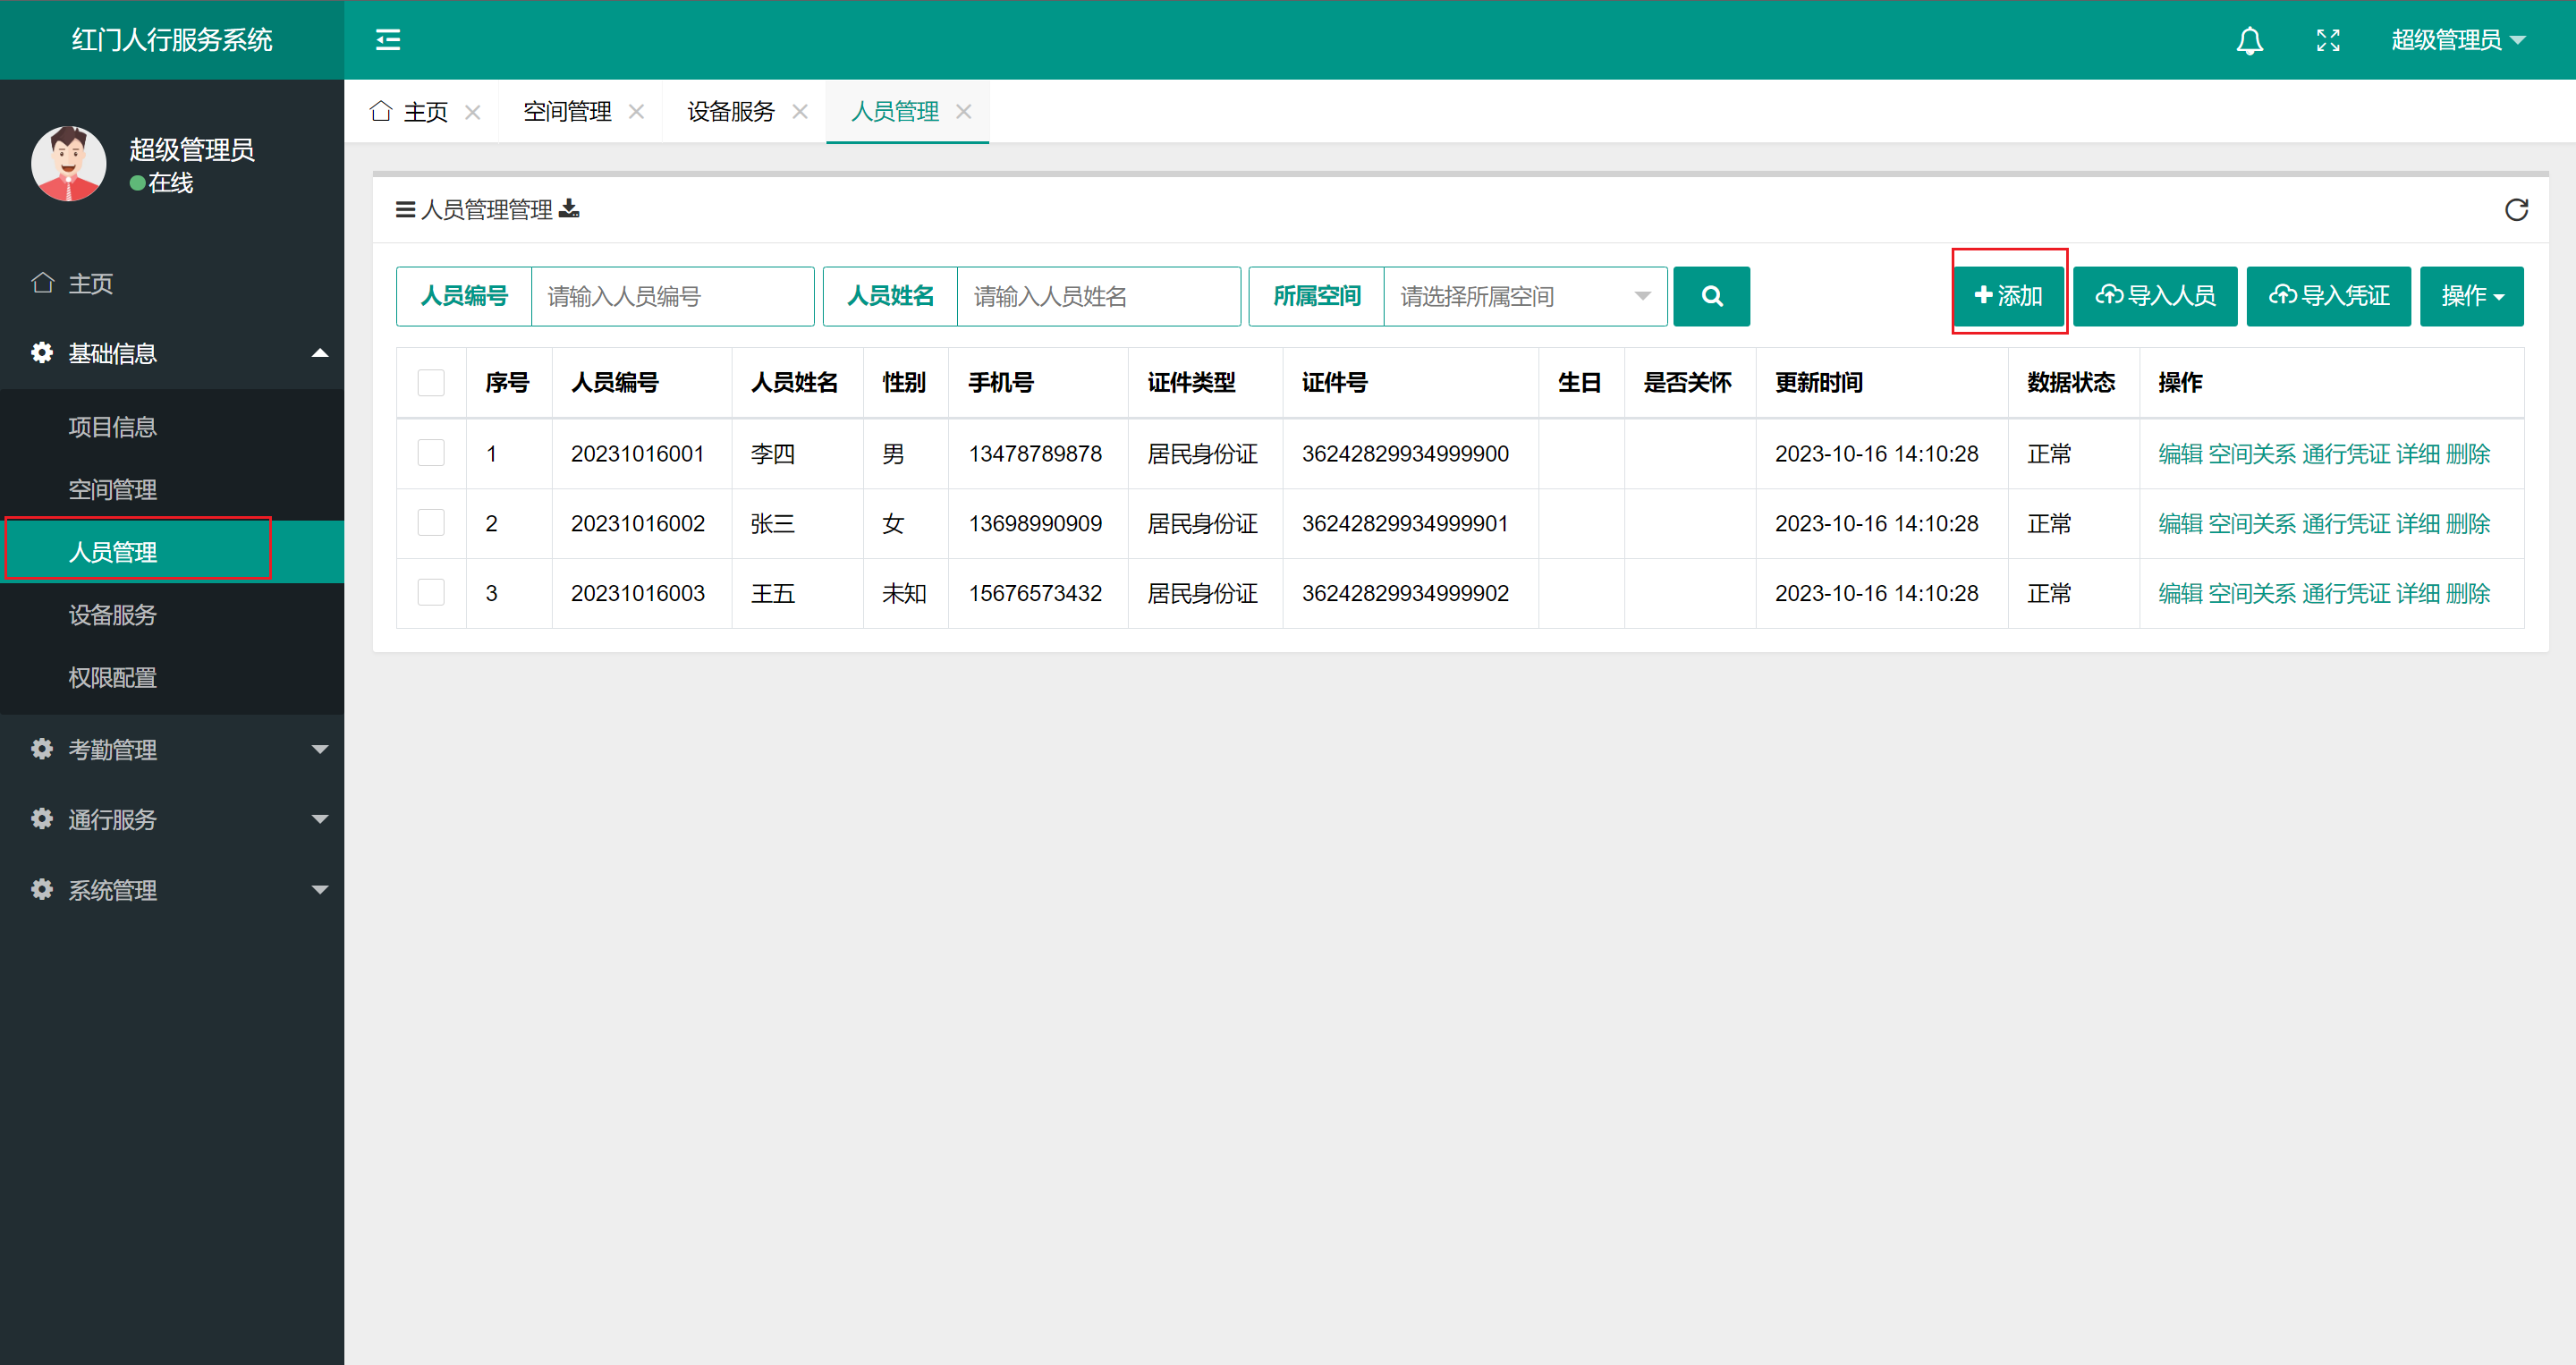 红门人行服务系统
超级管理员
超级管理员
在线
主页
基础信息
项目信息
空间管理
人员管理
设备服务
权限配置
考勤管理
通行服务
系统管理
主页 空间管理 设备服务 人员管理
人员管理管理
人员编号 请输入人员编号 人员姓名 请输入人员姓名 所属空间 请选择所属空间 添加 导入人员 导入凭证 操作
序号 人员编号 人员姓名 性别 手机号 证件类型 证件号 生日 是否关怀 更新时间 数据状态 操作
1 20231016001 李四 男 13478789878 居民身份证 36242829934999900 2023-10-16 14:10:28 正常 编辑 空间关系 通行凭证 详细 删除
2 20231016002 张三 女 13698990909 居民身份证 36242829934999901 2023-10-16 14:10:28 正常 编辑 空间关系 通行凭证 详细 删除
3 20231016003 王五 未知 15676573432 居民身份证 36242829934999902 2023-10-16 14:10:28 正常 编辑 空间关系 通行凭证 详细 删除